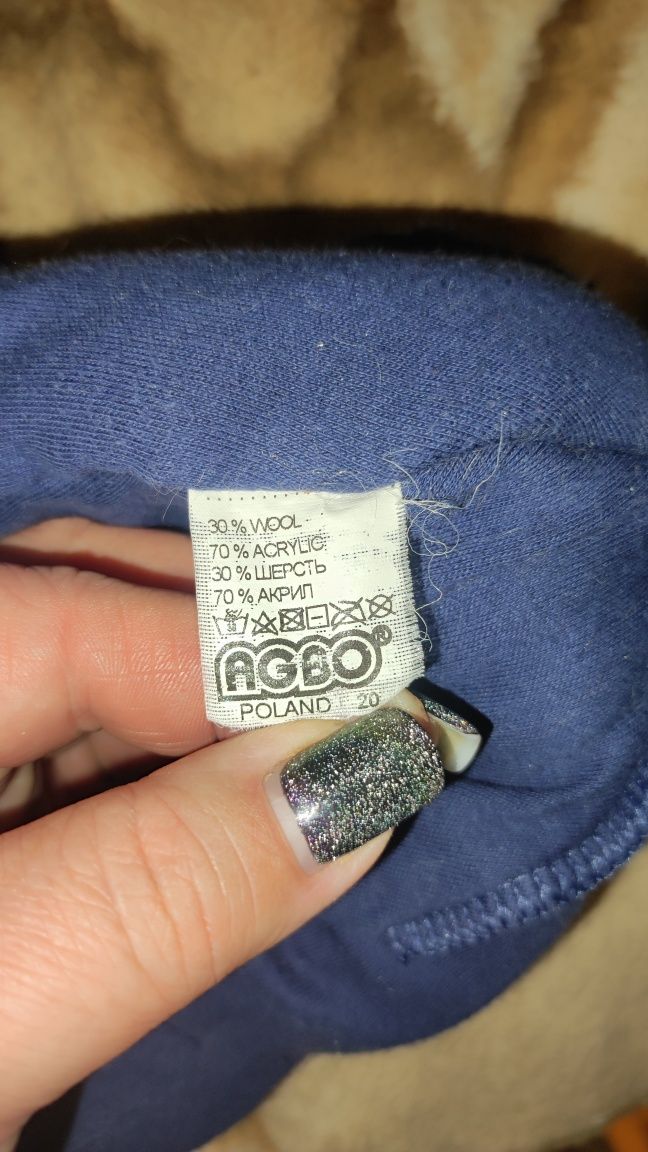 30 % WOOL
70 % ACRYLIC
30 % ШЕРСТЬ
70 % АКРИЛ
AGBO®
POLAND 20